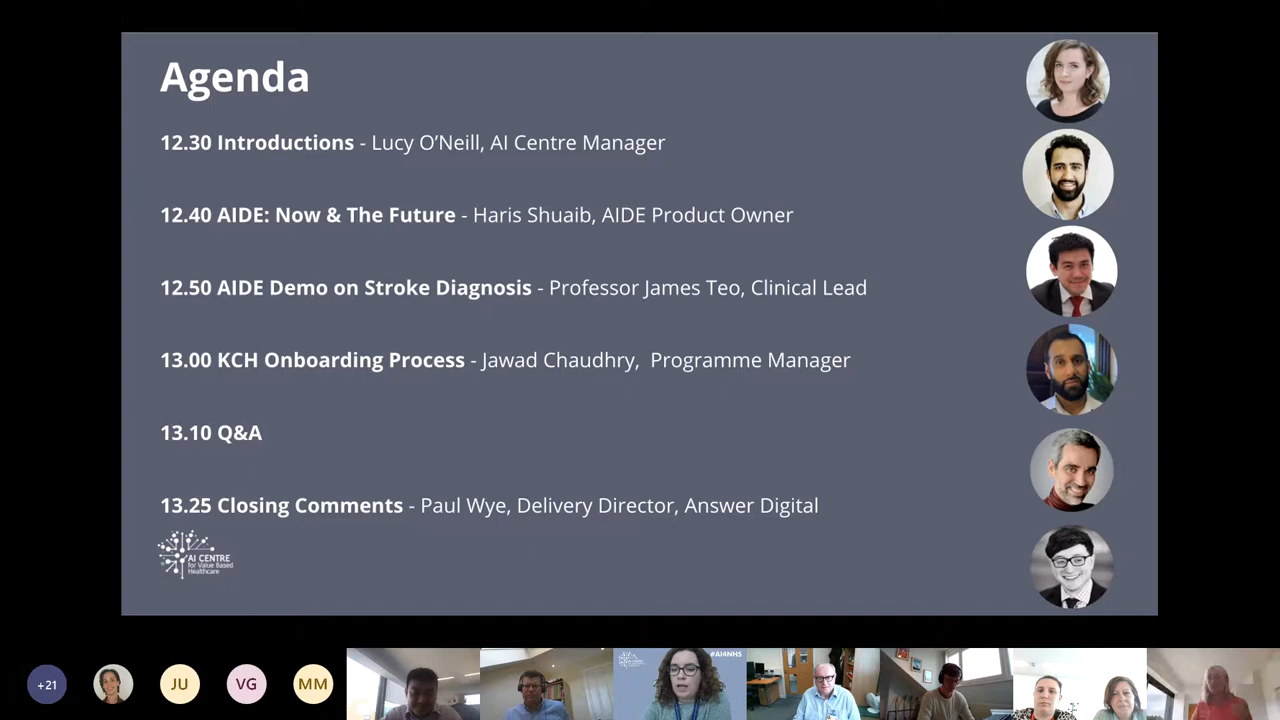 Agenda
12.30 Introductions - Lucy O’Neill, AI Centre Manager
12.40 AIDE: Now & The Future - Haris Shuaib, AIDE Product Owner
12.50 AIDE Demo on Stroke Diagnosis - Professor James Teo, Clinical Lead
13.00 KCH Onboarding Process - Jawad Chaudhry, Programme Manager
13.10 Q&A
13.25 Closing Comments - Paul Wye, Delivery Director, Answer Digital
AI CENTRE
for Value Based
Healthcare
+21
JU
VG
MM
#AI4NHS